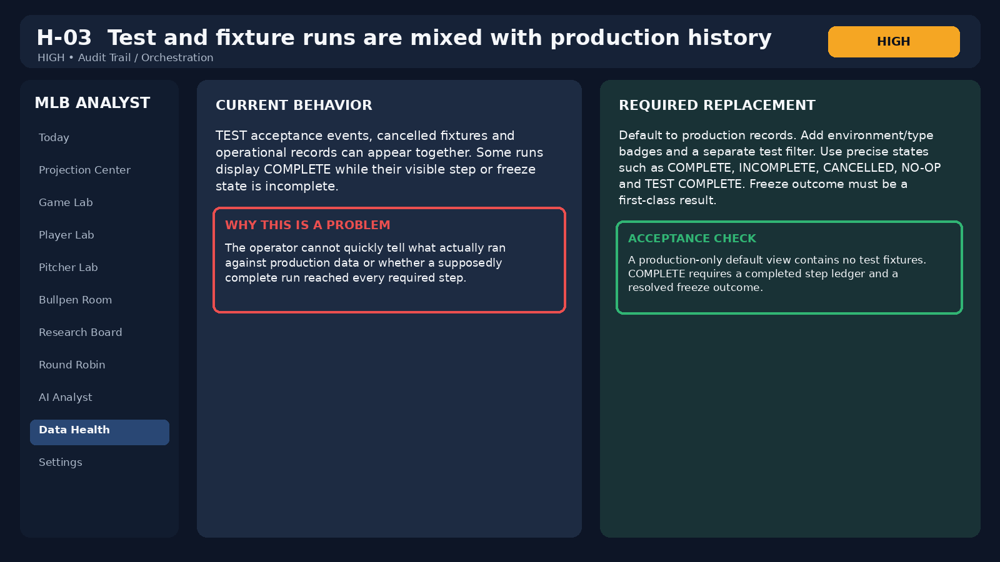 H-03 Test and fixture runs are mixed with production history
HIGH • Audit Trail / Orchestration
HIGH
MLB ANALYST
Today
Projection Center
Game Lab
Player Lab
Pitcher Lab
Bullpen Room
Research Board
Round Robin
AI Analyst
Data Health
Settings
CURRENT BEHAVIOR
TEST acceptance events, cancelled fixtures and
operational records can appear together. Some runs
display COMPLETE while their visible step or freeze
state is incomplete.
WHY THIS IS A PROBLEM
The operator cannot quickly tell what actually ran
against production data or whether a supposedly
complete run reached every required step.
REQUIRED REPLACEMENT
Default to production records. Add environment/type
badges and a separate test filter. Use precise states
such as COMPLETE, INCOMPLETE, CANCELLED, NO-OP
and TEST COMPLETE. Freeze outcome must be a
first-class result.
ACCEPTANCE CHECK
A production-only default view contains no test fixtures.
COMPLETE requires a completed step ledger and a
resolved freeze outcome.